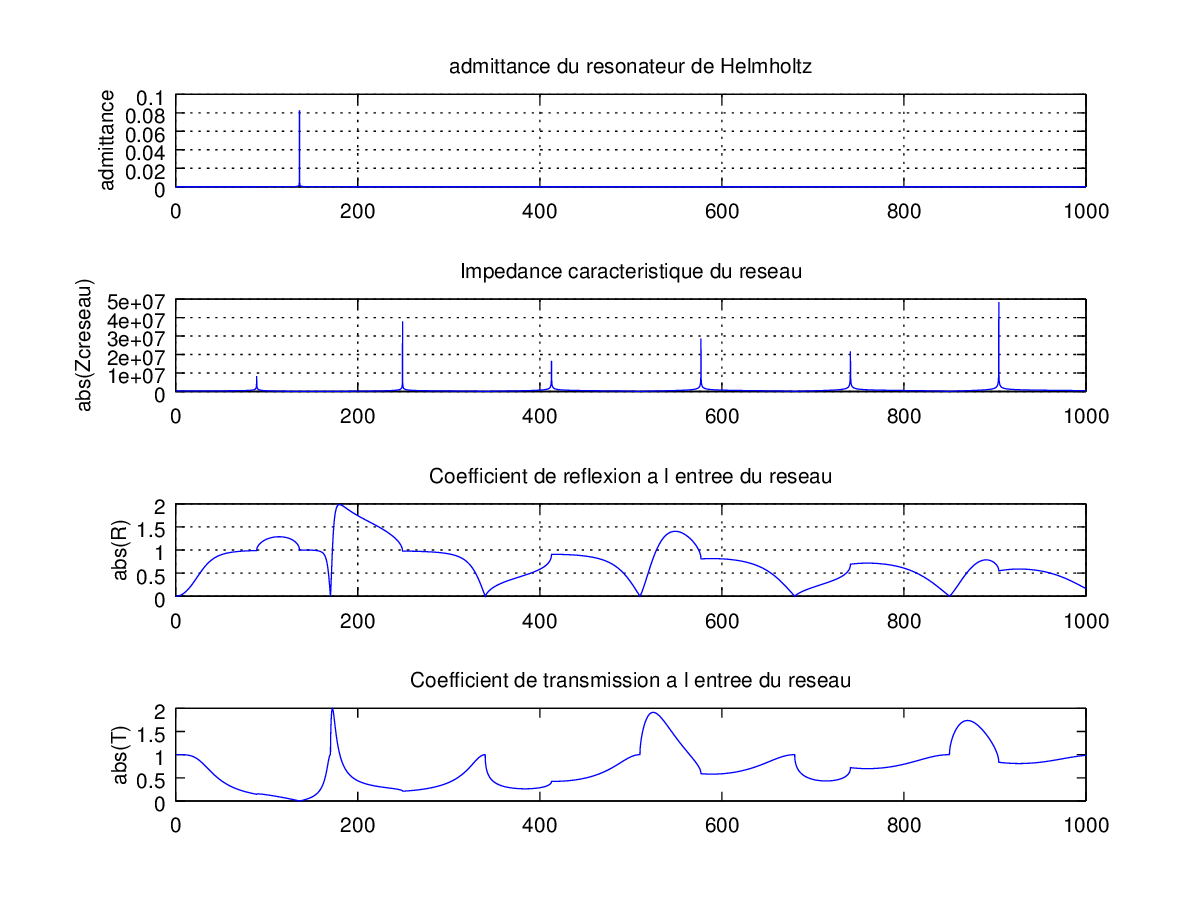 admittance du resonateur de Helmholtz
admittance
0.1
0.08
0.06
0.04
0.02
0
0 200 400 600 800 1000
Impedance caracteristique du reseau
abs(Zcreseau)
5e+07
4e+07
3e+07
2e+07
1e+07
0
0 200 400 600 800 1000
Coefficient de reflexion a l entree du reseau
abs(R)
2
1.5
1
0.5
0
0 200 400 600 800 1000
Coefficient de transmission a l entree du reseau
abs(T)
2
1.5
1
0.5
0
0 200 400 600 800 1000